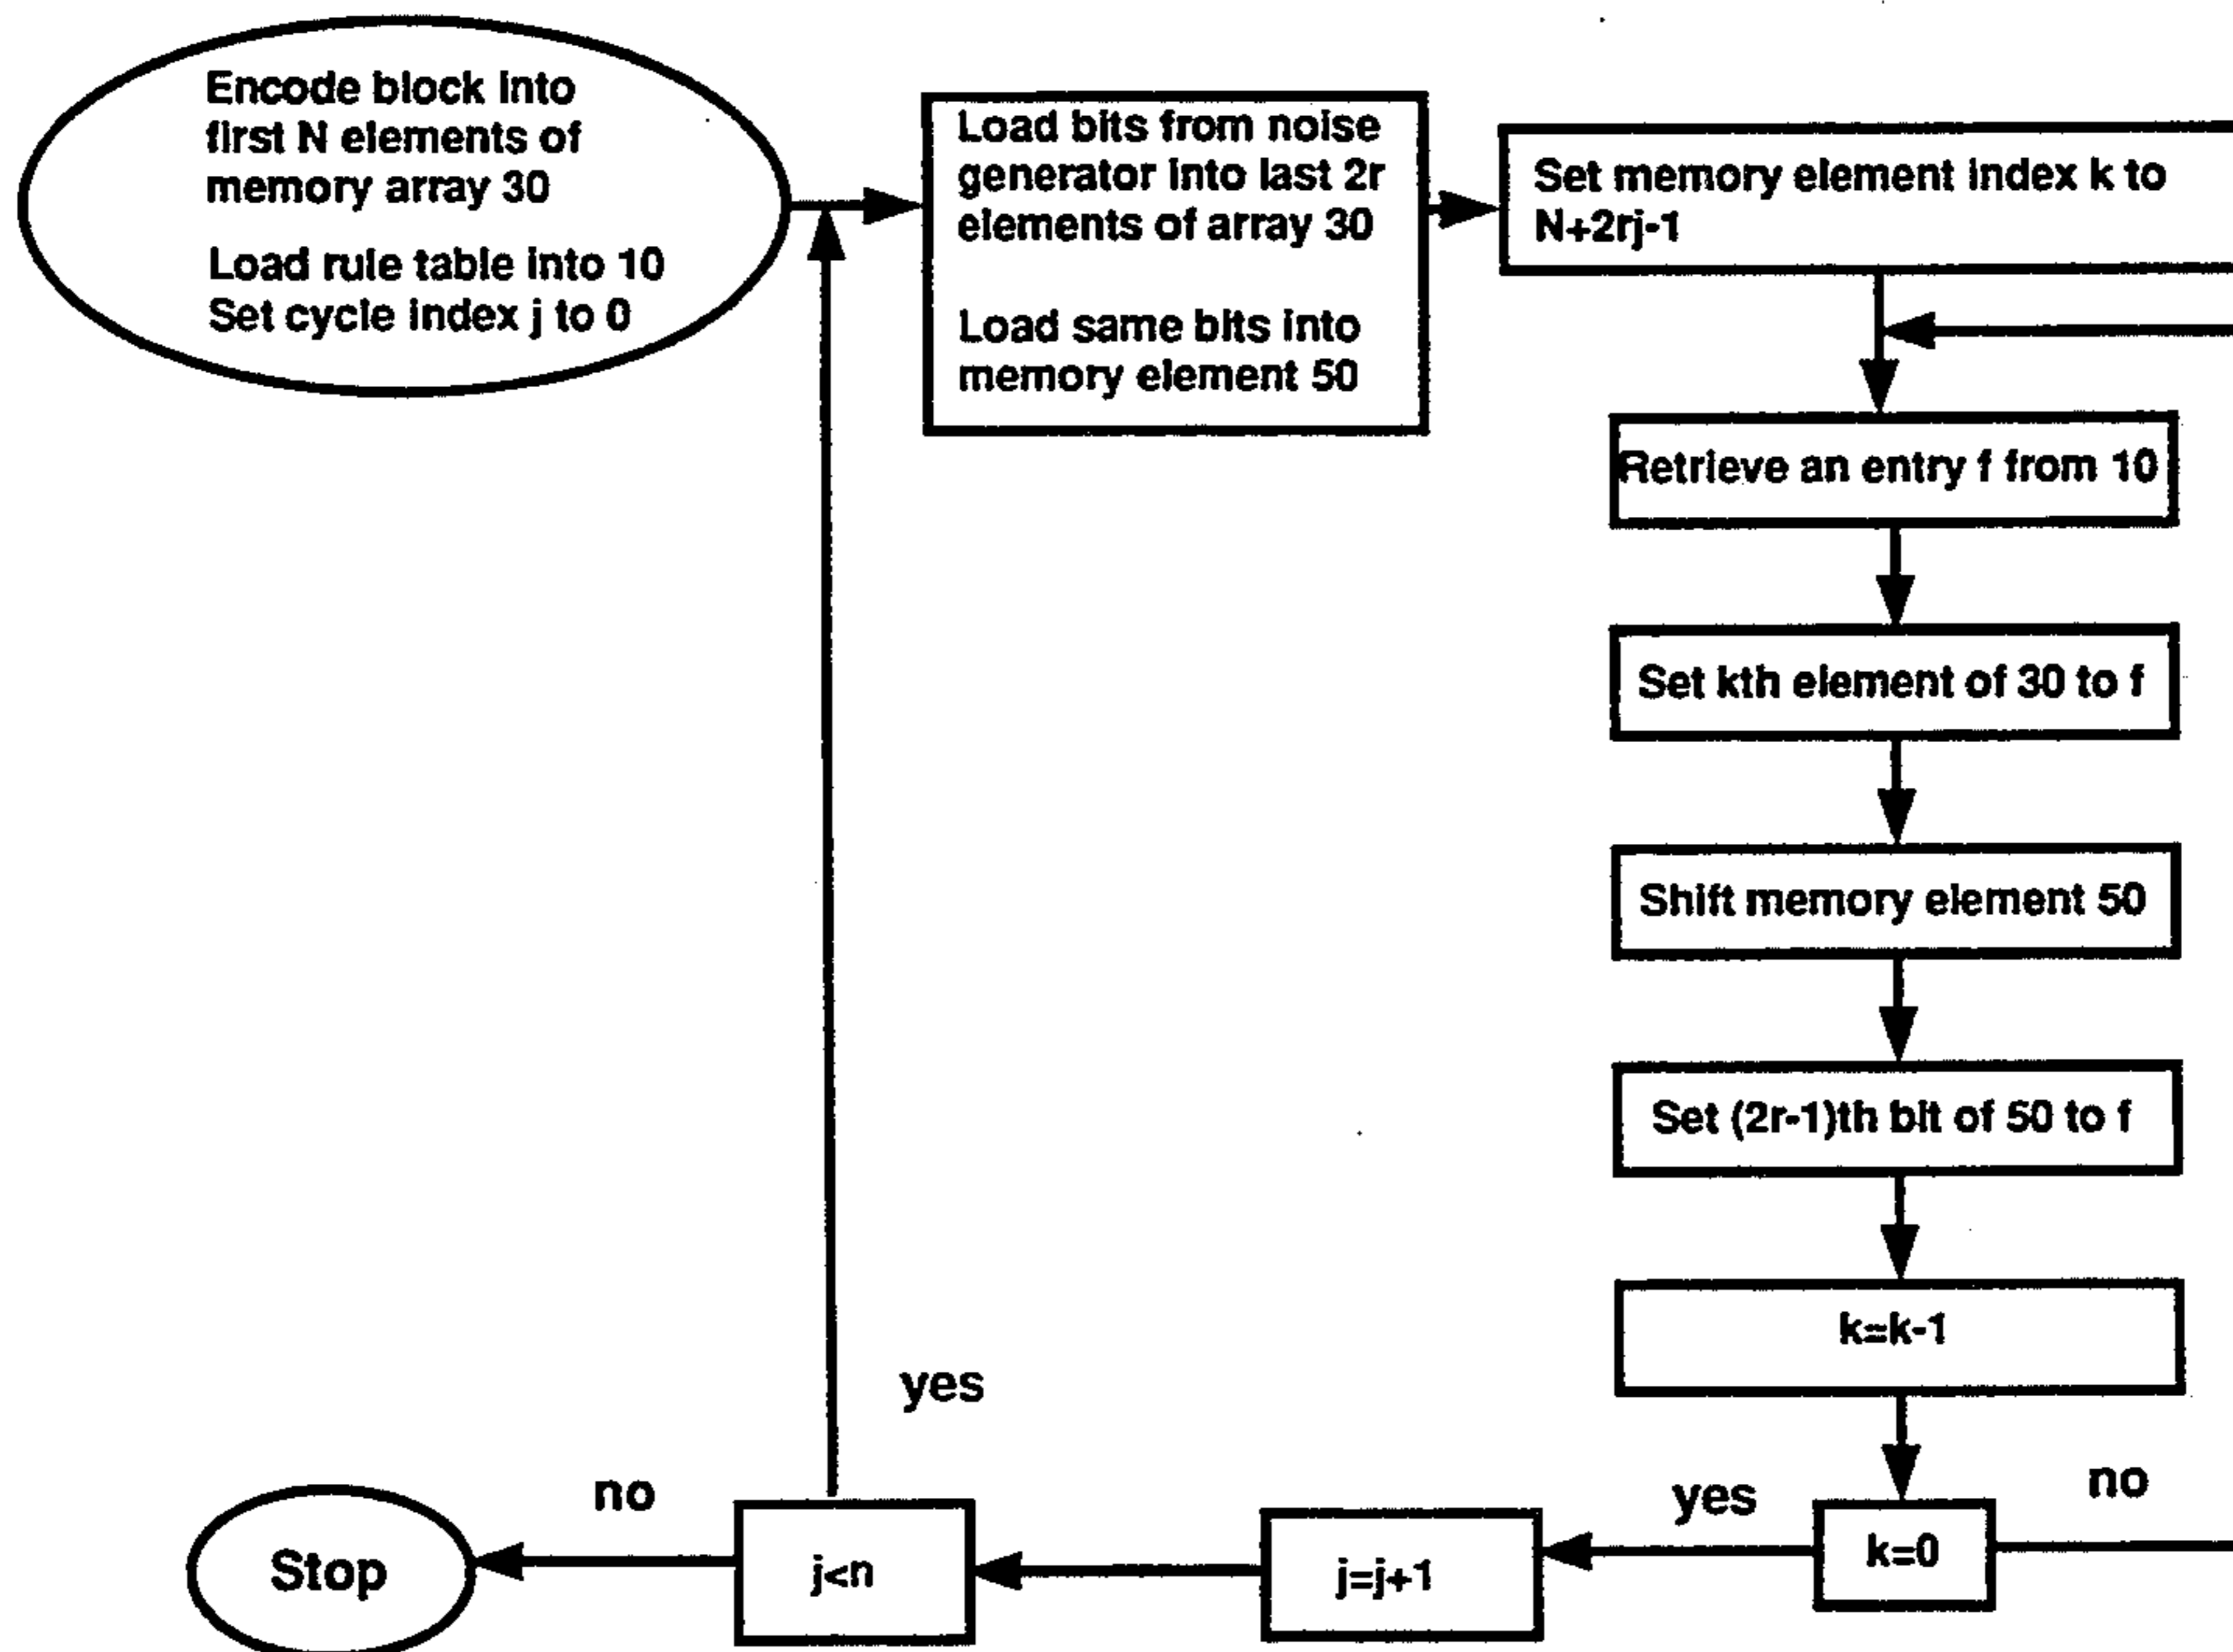 Encode block into
first N elements of
memory array 30
Load rule table into 10
Set cycle index j to 0
Load bits from noise
generator into last 2r
elements of array 30
Load same bits into
memory element 50
Set memory element index k to
N+2rj-1
Retrieve an entry f from 10
Set kth element of 30 to f
Shift memory element 50
Set (2r-1)th bit of 50 to f
k=k-1
k=0
no
yes
j=j+1
j<n
yes
no
Stop